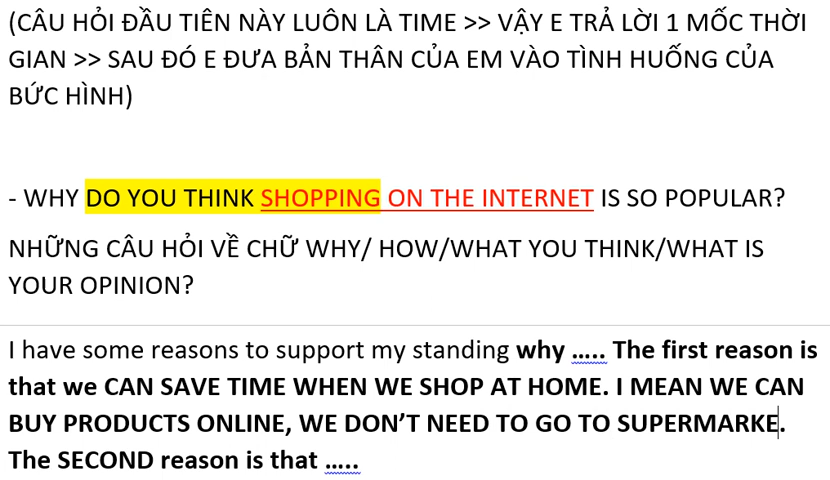 (CÂU HỎI ĐẦU TIÊN NÀY LUÔN LÀ TIME >> VẬY E TRẢ LỜI 1 MỐC THỜI
GIAN >> SAU ĐÓ E ĐƯA BẢN THÂN CỦA EM VÀO TÌNH HUỐNG CỦA
BỨC HÌNH)
- WHY DO YOU THINK SHOPPING ON THE INTERNET IS SO POPULAR?
NHỮNG CÂU HỎI VỀ CHỮ WHY/ HOW/WHAT YOU THINK/WHAT IS
YOUR OPINION?
I have some reasons to support my standing why ..... The first reason is
that we CAN SAVE TIME WHEN WE SHOP AT HOME. I MEAN WE CAN
BUY PRODUCTS ONLINE, WE DON’T NEED TO GO TO SUPERMARKE.
The SECOND reason is that .....